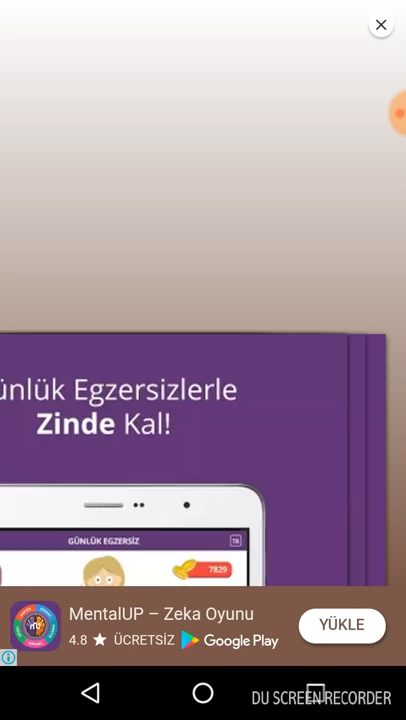 ünlük Egzersizlerle
Zinde Kal!
GÜNLÜK EGZERSİZ
TR
7829
MentalUP – Zeka Oyunu
4.8 ★ ÜCRETSİZ Google Play
YÜKLE
DU SCREEN RECORDER